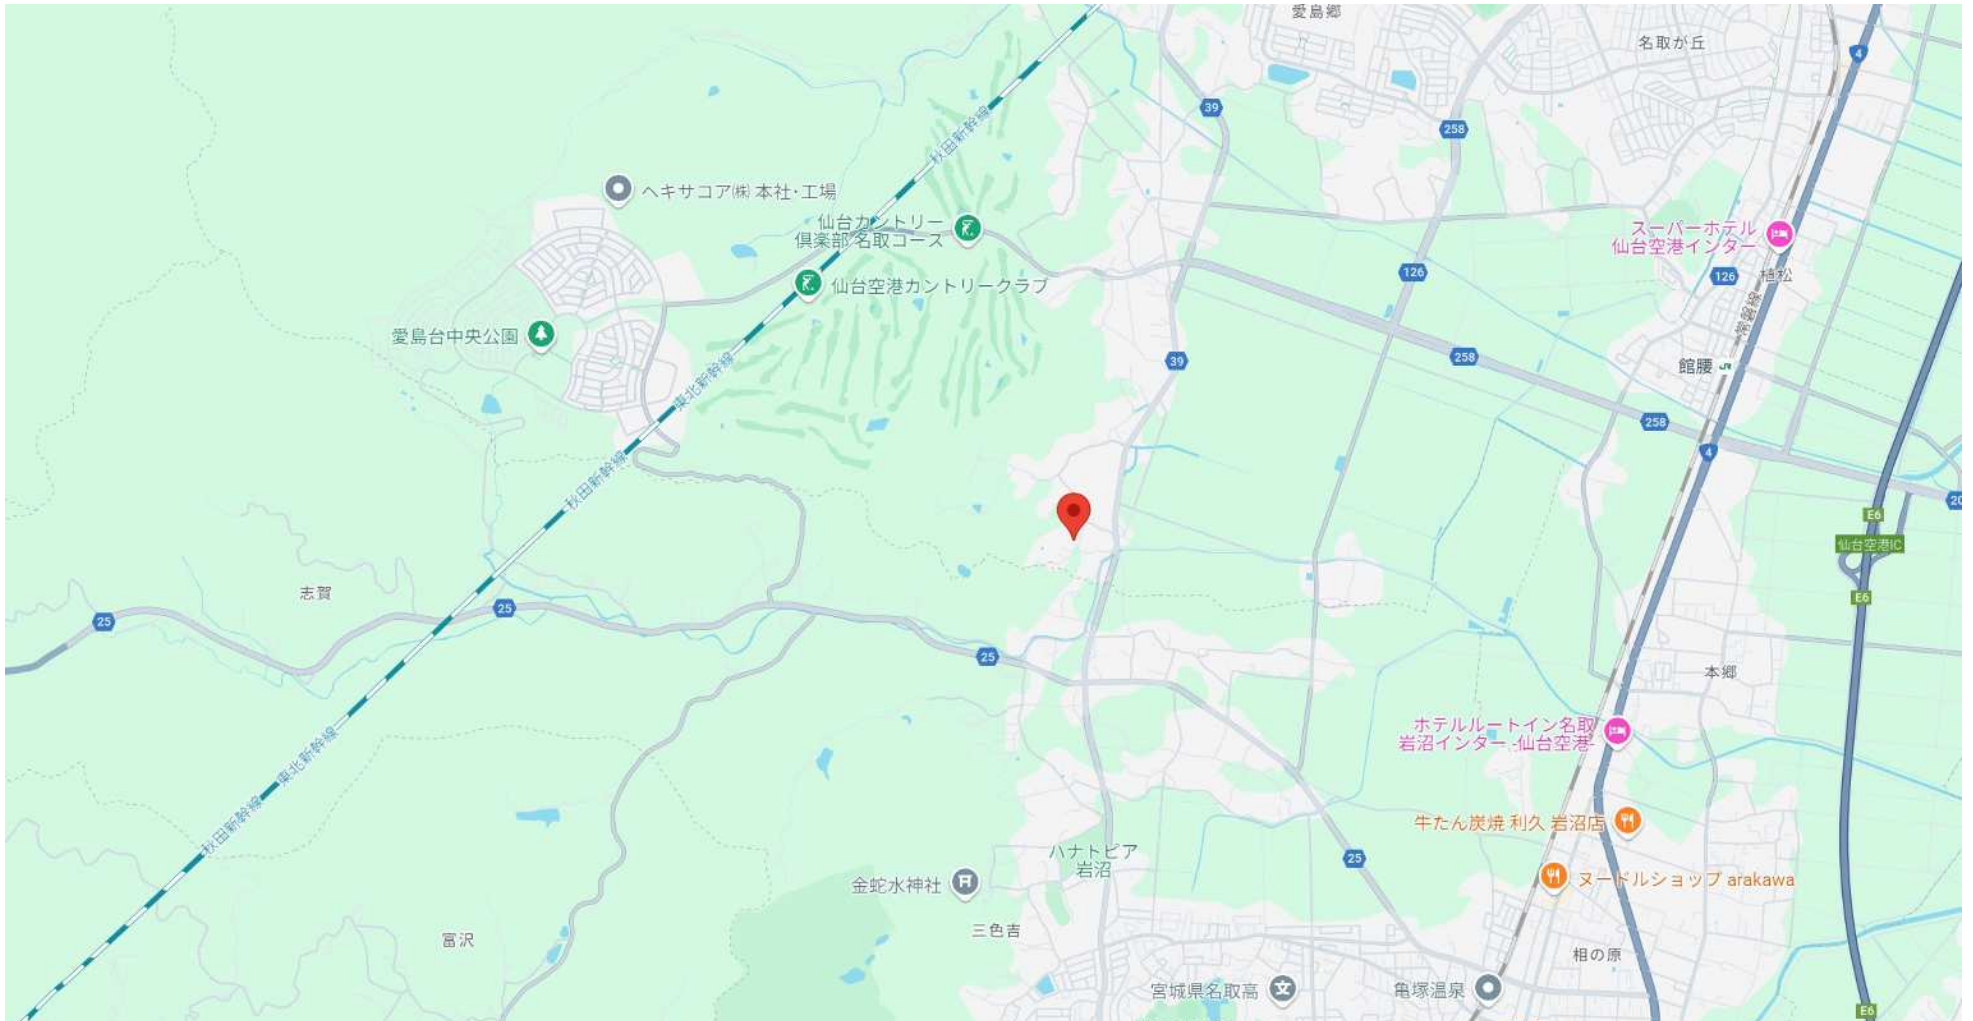 愛島郷
名取が丘
4
39
258
秋田新幹線
ヘキサコア㈱ 本社・工場
仙台カントリー
倶楽部 名取コース
スーパーホテル
仙台空港インター
126
126
植松
仙台空港カントリークラブ
常磐線
愛島台中央公園
東北新幹線
39
258
館腰
258
4
秋田新幹線
20
E6
仙台空港IC
E6
志賀
25
25
25
本郷
東北新幹線
ホテルルートイン名取
岩沼インター -仙台空港-
秋田新幹線
牛たん炭焼 利久 岩沼店
ハナトピア
岩沼
25
金蛇水神社
ヌードルショップ arakawa
三色吉
富沢
相の原
宮城県名取高
亀塚温泉
E6